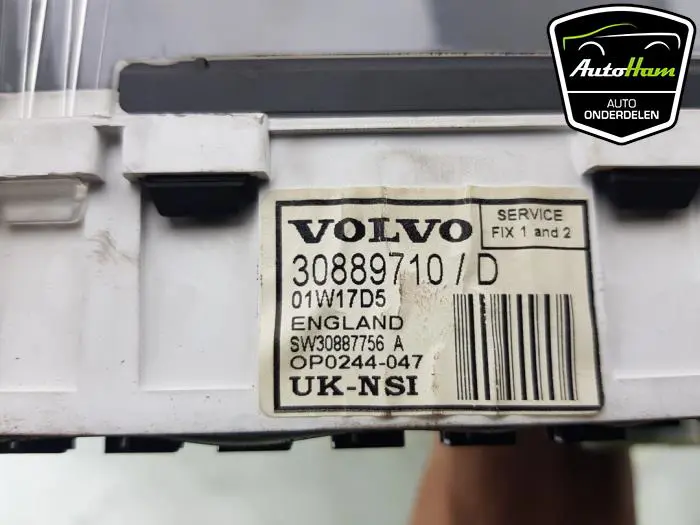 AutoHam
AUTO
ONDERDELEN
VOLVO
SERVICE
FIX 1 and 2
30889710/D
01W17D5
ENGLAND
SW30887756 A
OP0244-047
UK-NSI